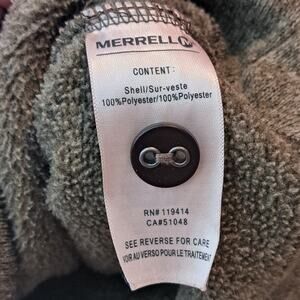 MERRELL
CONTENT:
Shell/Sur-veste
100%Polyester/100%Polyester
RN# 119414
CA#51048
SEE REVERSE FOR CARE
VOIR AU VERSO POUR LE TRAITEMENT